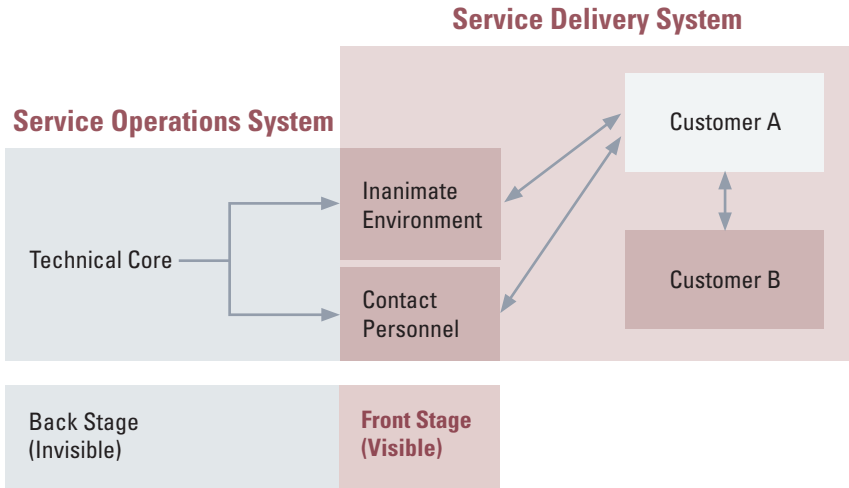 Service Delivery System
Service Operations System
Customer A
Inanimate
Environment
Technical Core
Customer B
Contact
Personnel
Back Stage
(Invisible)
Front Stage
(Visible)